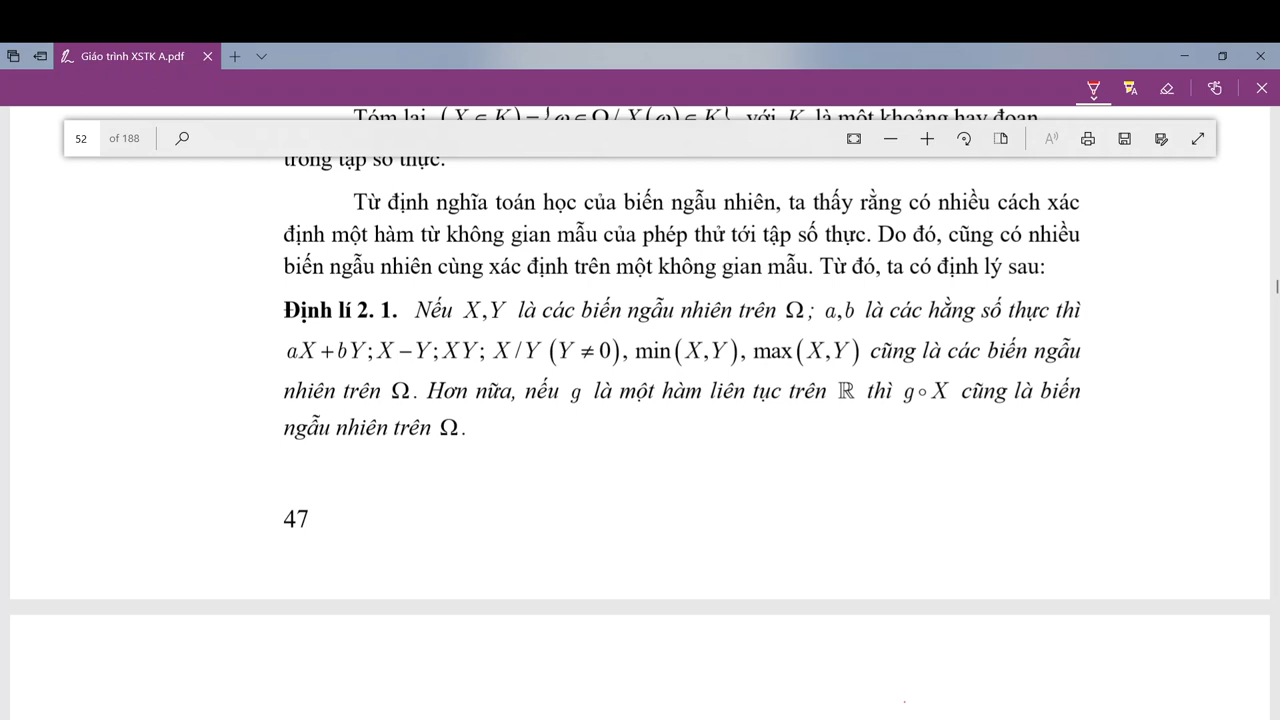 Giáo trình XSTK A.pdf
Tóm lại, (X ∈ K) = {ω ∈ Ω / X(ω) ∈ K} với K là một khoảng hay đoạn
52 of 188
trong tập số thực.
Từ định nghĩa toán học của biến ngẫu nhiên, ta thấy rằng có nhiều cách xác
định một hàm từ không gian mẫu của phép thử tới tập số thực. Do đó, cũng có nhiều
biến ngẫu nhiên cùng xác định trên một không gian mẫu. Từ đó, ta có định lý sau:
Định lí 2. 1. Nếu X,Y là các biến ngẫu nhiên trên Ω; a,b là các hằng số thực thì
aX + bY; X − Y; XY; X / Y (Y ≠ 0), min(X,Y), max(X,Y) cũng là các biến ngẫu
nhiên trên Ω. Hơn nữa, nếu g là một hàm liên tục trên ℝ thì g∘X cũng là biến
ngẫu nhiên trên Ω.
47